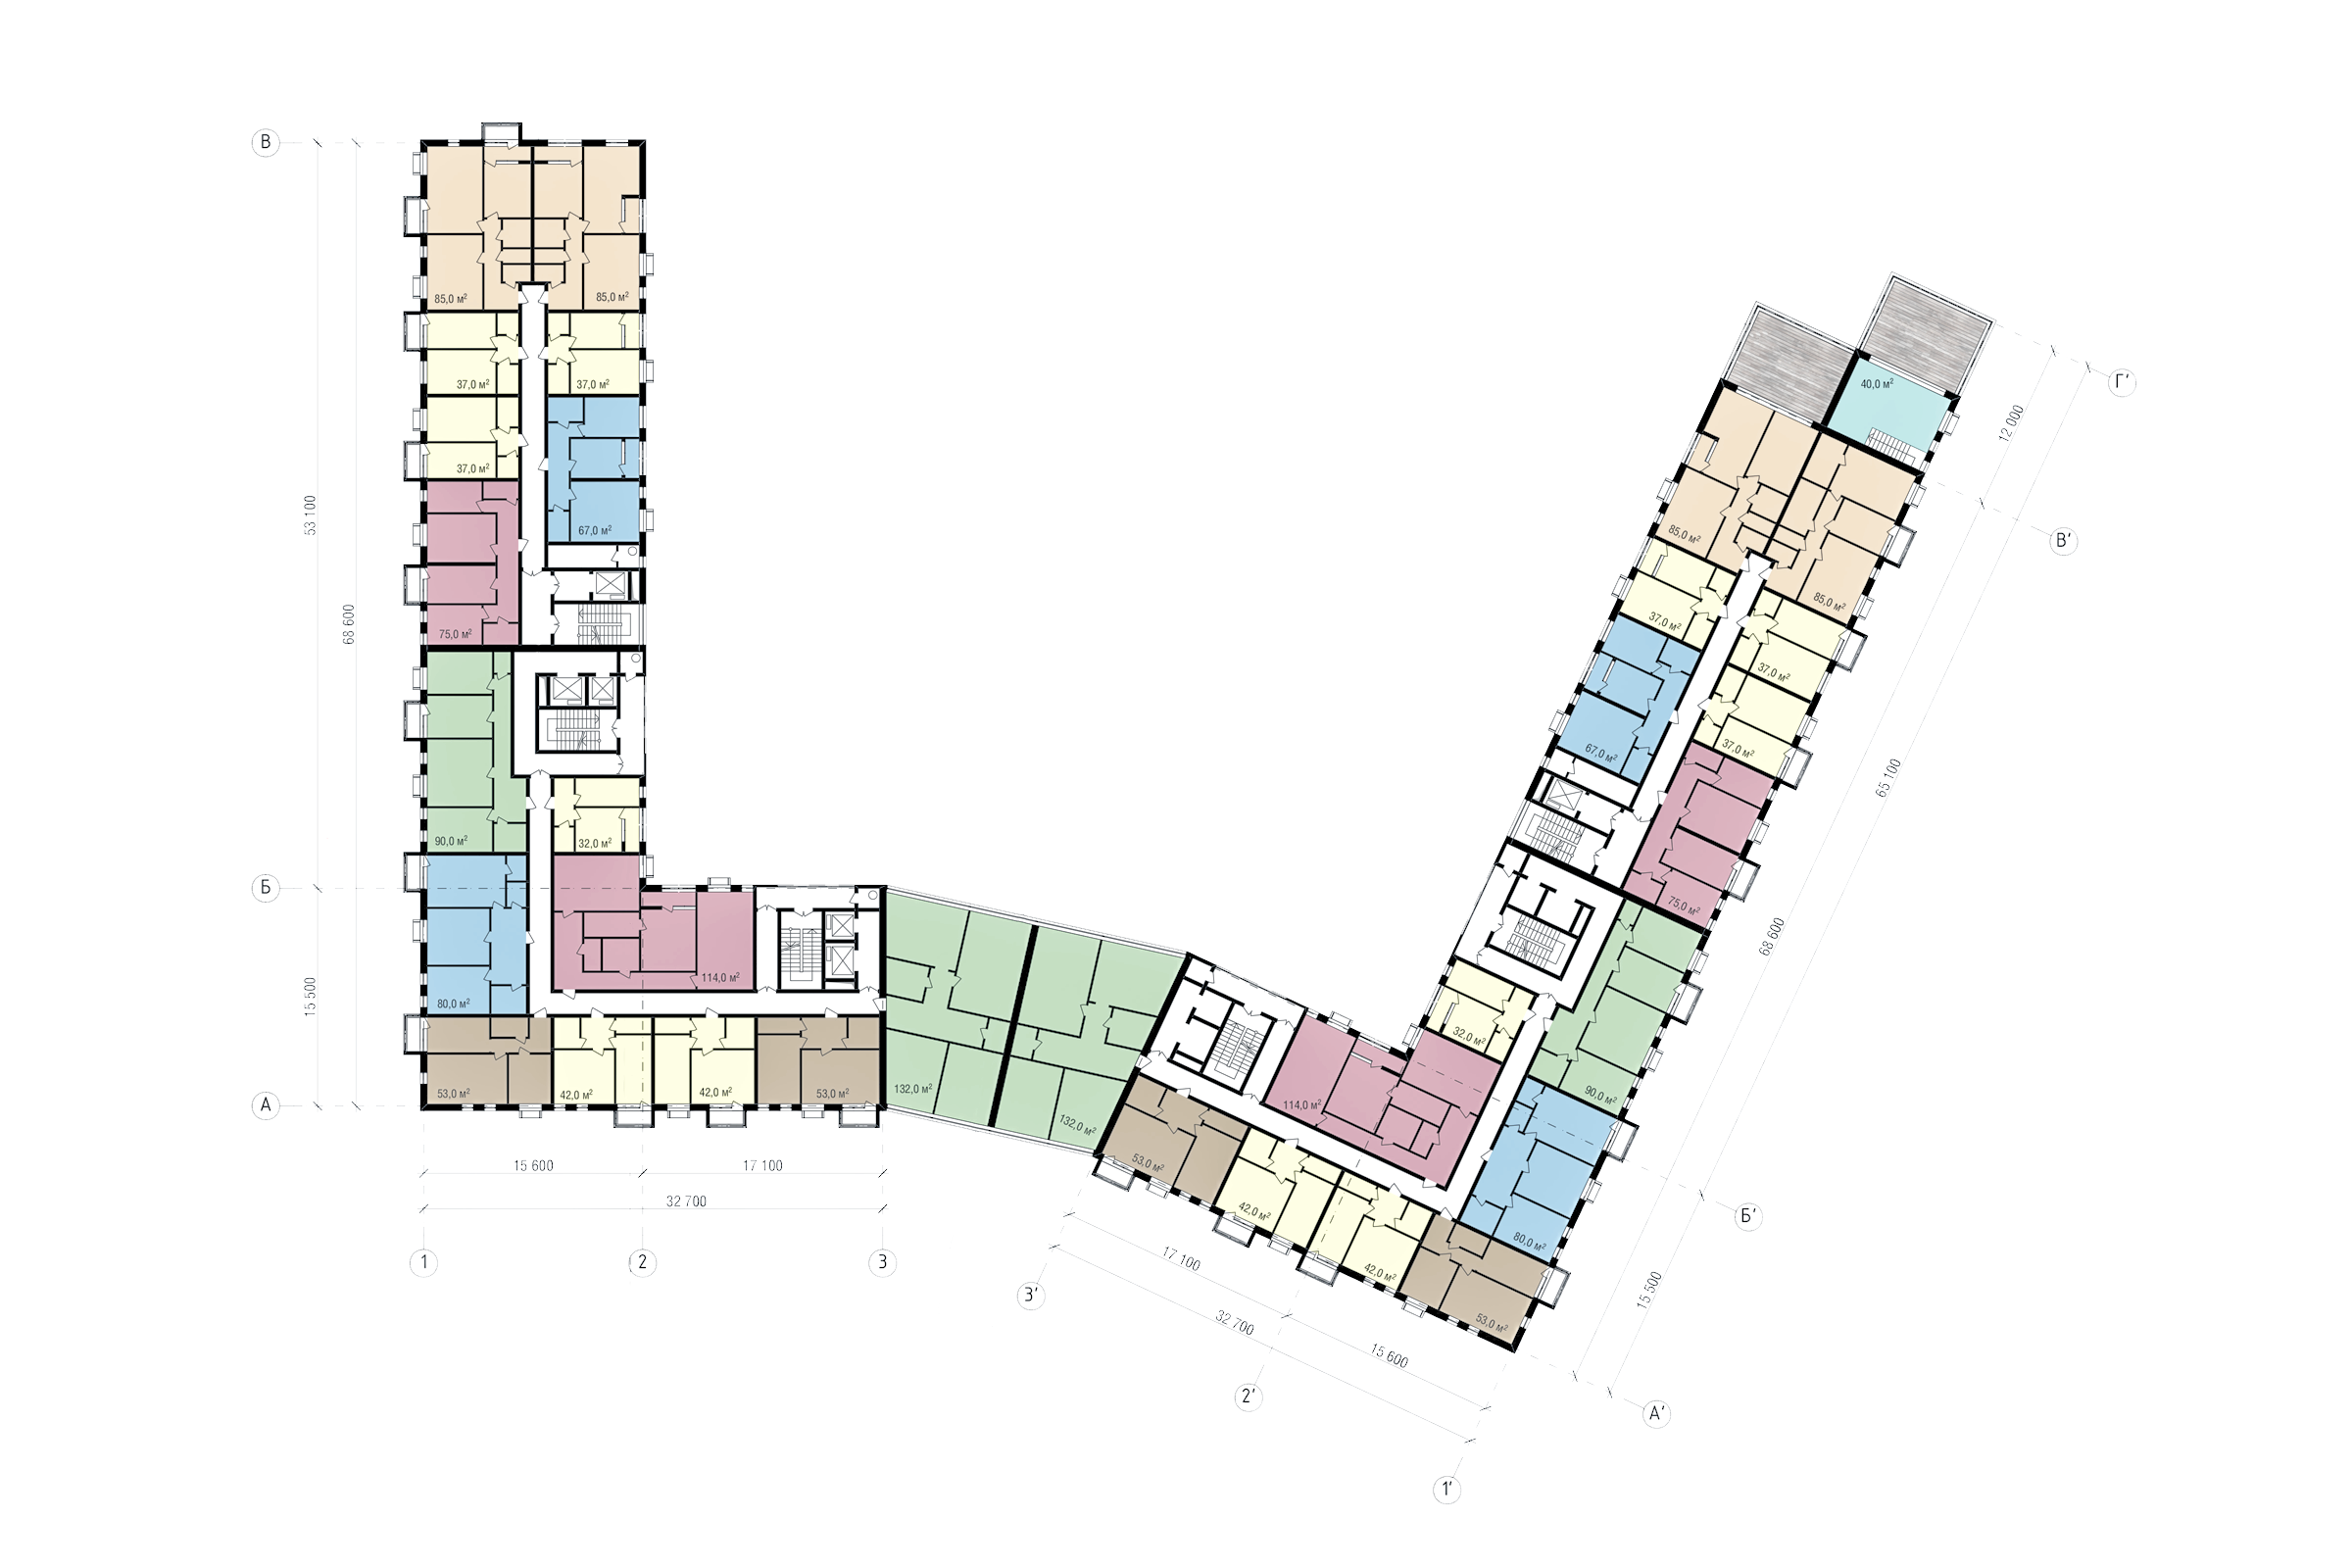 В
85,0 м²
85,0 м²
37,0 м²
37,0 м²
37,0 м²
67,0 м²
75,0 м²
53 100
68 600
90,0 м²
32,0 м²
Б
80,0 м²
114,0 м²
15 500
53,0 м²
42,0 м²
42,0 м²
53,0 м²
А
15 600
17 100
32 700
1
2
3
132,0 м²
132,0 м²
40,0 м²
Г'
12 000
В'
85,0 м²
85,0 м²
37,0 м²
37,0 м²
37,0 м²
67,0 м²
65 100
75,0 м²
68 600
32,0 м²
90,0 м²
114,0 м²
53,0 м²
42,0 м²
42,0 м²
80,0 м²
53,0 м²
Б'
15 500
17 100
32 700
15 600
3'
2'
А'
1'